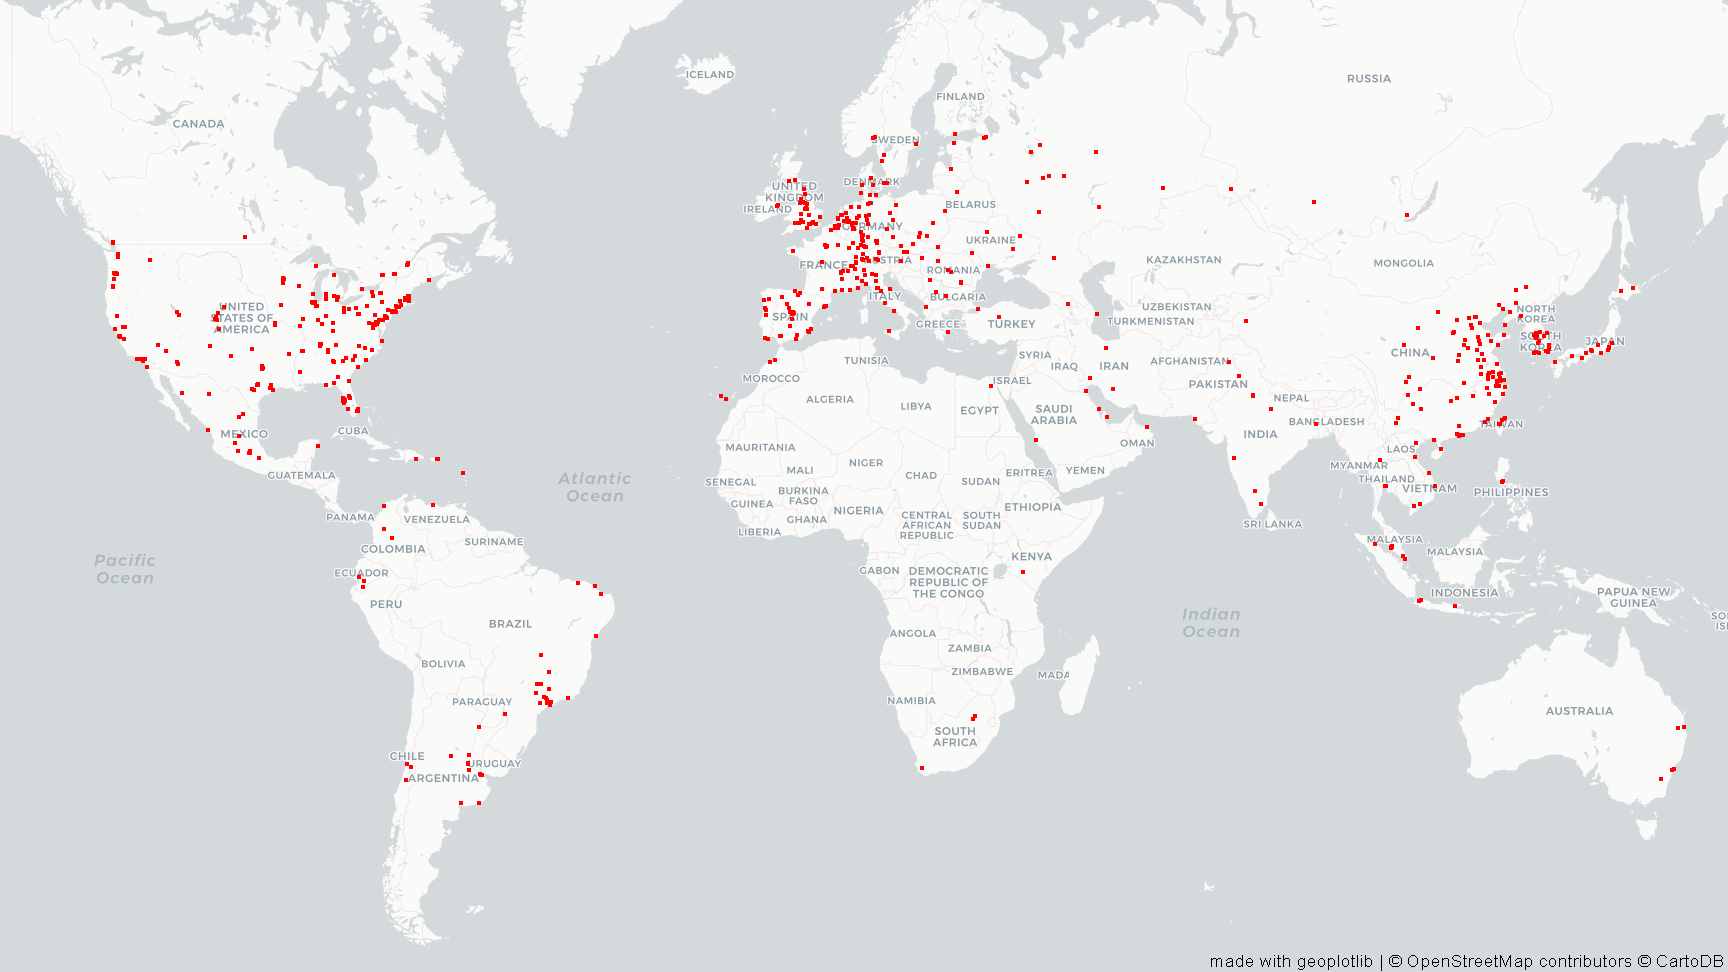 ICELAND
RUSSIA
FINLAND
CANADA
SWEDEN
DENMARK
UNITED
KINGDOM
IRELAND
BELARUS
GERMANY
UKRAINE
KAZAKHSTAN
MONGOLIA
FRANCE
AUSTRIA
ROMANIA
ITALY
BULGARIA
UNITED
STATES OF
AMERICA
SPAIN
GREECE
TURKEY
UZBEKISTAN
TURKMENISTAN
NORTH
KOREA
SOUTH
KOREA
JAPAN
CHINA
TUNISIA
SYRIA
IRAQ
IRAN
AFGHANISTAN
MOROCCO
ISRAEL
PAKISTAN
NEPAL
ALGERIA
LIBYA
EGYPT
SAUDI
ARABIA
BANGLADESH
TAIWAN
CUBA
MEXICO
INDIA
OMAN
MAURITANIA
LAOS
MYANMAR
GUATEMALA
Atlantic
Ocean
MALI
NIGER
CHAD
SUDAN
ERITREA
YEMEN
THAILAND
VIETNAM
PHILIPPINES
SENEGAL
BURKINA
FASO
GUINEA
GHANA
NIGERIA
ETHIOPIA
PANAMA
VENEZUELA
LIBERIA
CENTRAL
AFRICAN
REPUBLIC
SOUTH
SUDAN
SRI LANKA
SURINAME
COLOMBIA
MALAYSIA
MALAYSIA
Pacific
Ocean
ECUADOR
GABON
DEMOCRATIC
REPUBLIC OF
THE CONGO
KENYA
INDONESIA
PAPUA NEW
GUINEA
PERU
BRAZIL
Indian
Ocean
SO
ISL
ANGOLA
ZAMBIA
BOLIVIA
ZIMBABWE
MADA
PARAGUAY
NAMIBIA
AUSTRALIA
SOUTH
AFRICA
CHILE
URUGUAY
ARGENTINA
made with geoplotlib | © OpenStreetMap contributors © CartoDB